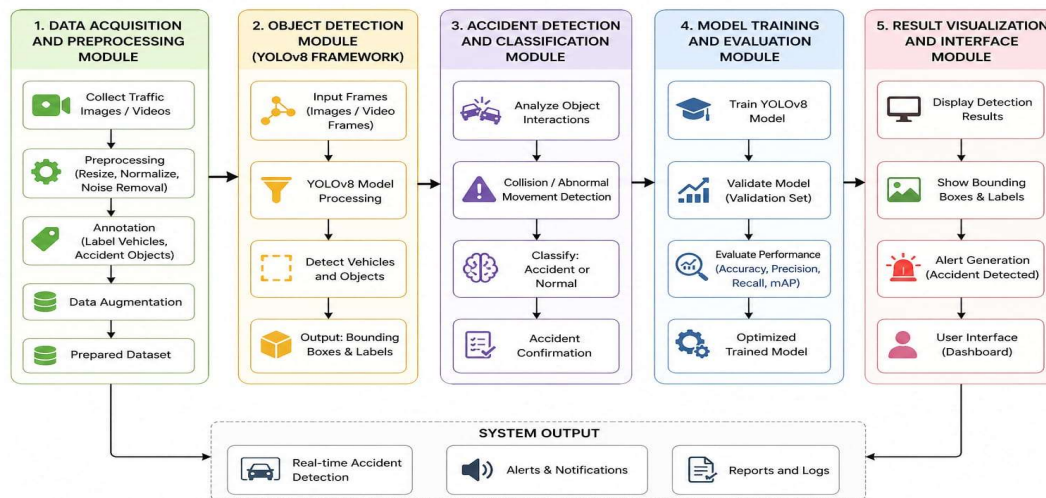 1. DATA ACQUISITION
AND PREPROCESSING
MODULE
Collect Traffic
Images / Videos
Preprocessing
(Resize, Normalize,
Noise Removal)
Annotation
(Label Vehicles,
Accident Objects)
Data Augmentation
Prepared Dataset
2. OBJECT DETECTION
MODULE
(YOLOv8 FRAMEWORK)
Input Frames
(Images / Video
Frames)
YOLOv8 Model
Processing
Detect Vehicles
and Objects
Output: Bounding
Boxes & Labels
3. ACCIDENT DETECTION
AND CLASSIFICATION
MODULE
Analyze Object
Interactions
Collision / Abnormal
Movement Detection
Classify:
Accident or
Normal
Accident
Confirmation
4. MODEL TRAINING
AND EVALUATION
MODULE
Train YOLOv8
Model
Validate Model
(Validation Set)
Evaluate Performance
(Accuracy, Precision,
Recall, mAP)
Optimized
Trained Model
5. RESULT VISUALIZATION
AND INTERFACE
MODULE
Display Detection
Results
Show Bounding
Boxes & Labels
Alert Generation
(Accident Detected)
User Interface
(Dashboard)
SYSTEM OUTPUT
Real-time Accident
Detection
Alerts & Notifications
Reports and Logs